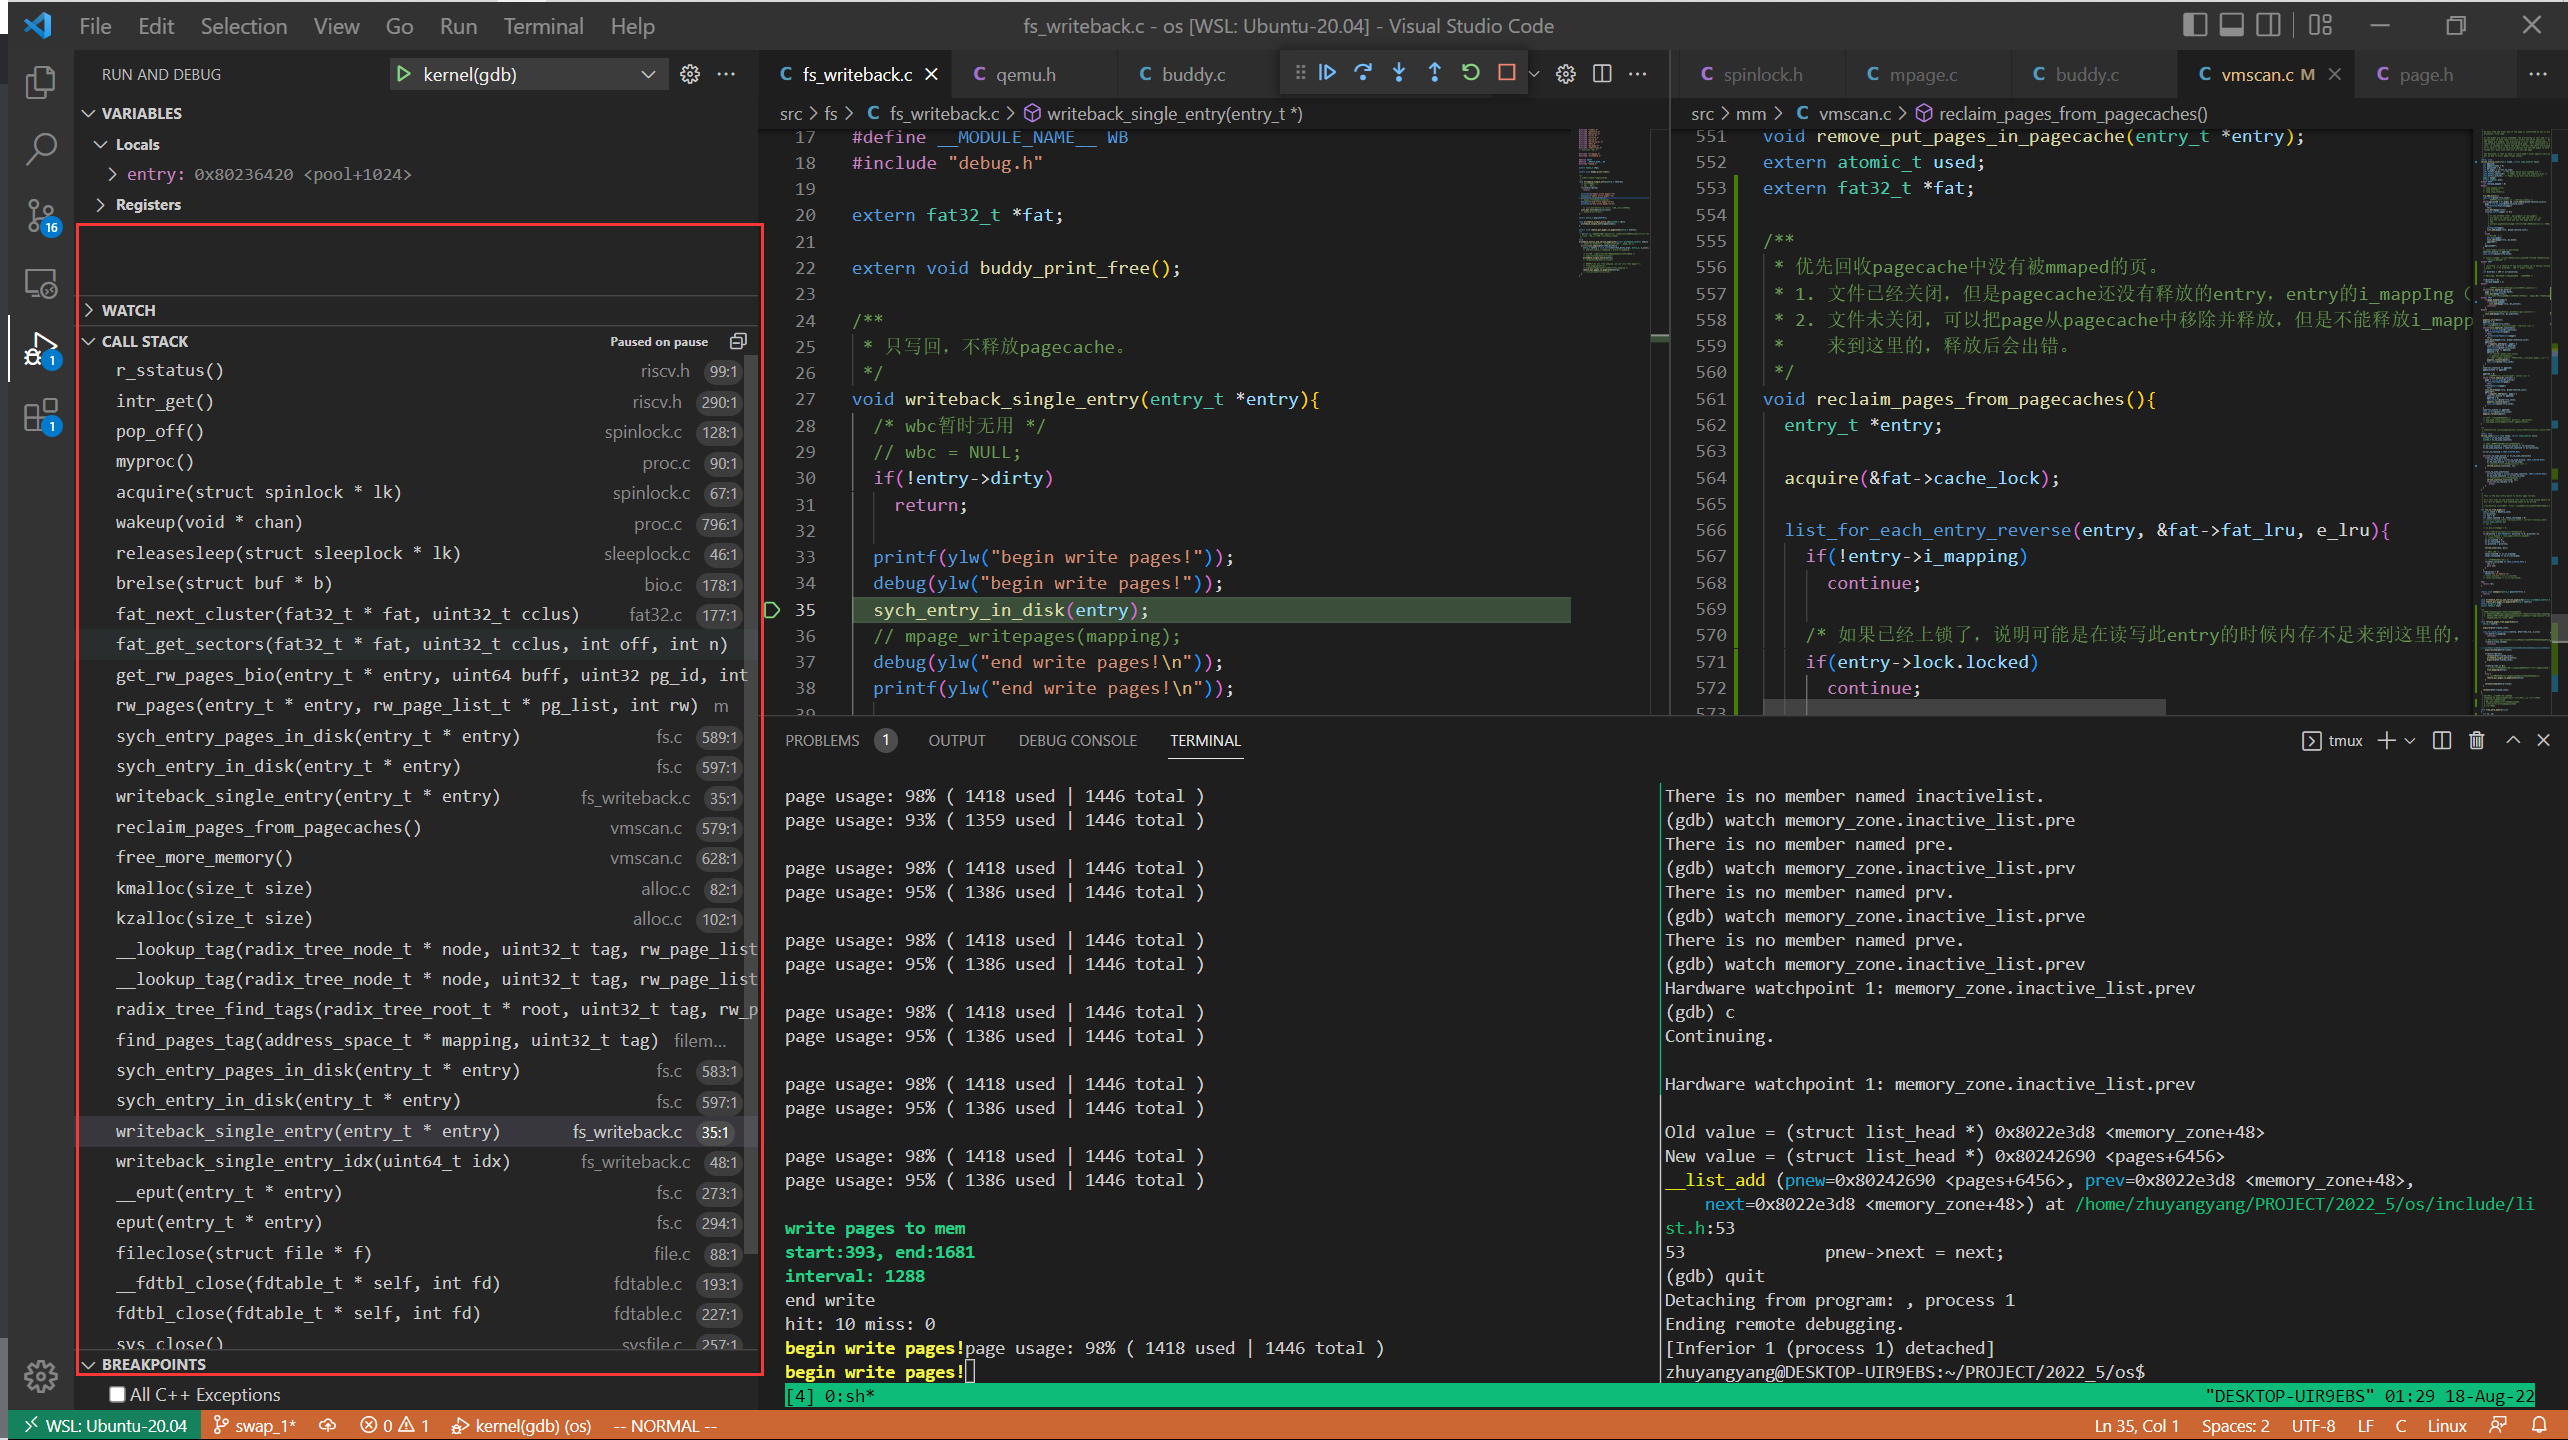 File Edit Selection View Go Run Terminal Help
fs_writeback.c - os [WSL: Ubuntu-20.04] - Visual Studio Code
RUN AND DEBUG
kernel(gdb)
VARIABLES
Locals
entry: 0x80236420 <pool+1024>
Registers
WATCH
CALL STACK Paused on pause
r_sstatus() riscv.h 99:1
intr_get() riscv.h 290:1
pop_off() spinlock.c 128:1
myproc() proc.c 90:1
acquire(struct spinlock * lk) spinlock.c 67:1
wakeup(void * chan) proc.c 796:1
releasesleep(struct sleeplock * lk) sleeplock.c 46:1
brelse(struct buf * b) bio.c 178:1
fat_next_cluster(fat32_t * fat, uint32_t cclus) fat32.c 177:1
fat_get_sectors(fat32_t * fat, uint32_t cclus, int off, int n)
get_rw_pages_bio(entry_t * entry, uint64 buff, uint32 pg_id, int
rw_pages(entry_t * entry, rw_page_list_t * pg_list, int rw) m
sych_entry_pages_in_disk(entry_t * entry) fs.c 589:1
sych_entry_in_disk(entry_t * entry) fs.c 597:1
writeback_single_entry(entry_t * entry) fs_writeback.c 35:1
reclaim_pages_from_pagecaches() vmscan.c 579:1
free_more_memory() vmscan.c 628:1
kmalloc(size_t size) alloc.c 82:1
kzalloc(size_t size) alloc.c 102:1
__lookup_tag(radix_tree_node_t * node, uint32_t tag, rw_page_list
__lookup_tag(radix_tree_node_t * node, uint32_t tag, rw_page_list
radix_tree_find_tags(radix_tree_root_t * root, uint32_t tag, rw_p
find_pages_tag(address_space_t * mapping, uint32_t tag) filem...
sych_entry_pages_in_disk(entry_t * entry) fs.c 583:1
sych_entry_in_disk(entry_t * entry) fs.c 597:1
writeback_single_entry(entry_t * entry) fs_writeback.c 35:1
writeback_single_entry_idx(uint64_t idx) fs_writeback.c 48:1
__eput(entry_t * entry) fs.c 273:1
eput(entry_t * entry) fs.c 294:1
fileclose(struct file * f) file.c 88:1
__fdtbl_close(fdtable_t * self, int fd) fdtable.c 193:1
fdtbl_close(fdtable_t * self, int fd) fdtable.c 227:1
sys_close() sysfile.c 257:1
BREAKPOINTS
All C++ Exceptions
16
1
1
C fs_writeback.c C qemu.h C buddy.c
src > fs > C fs_writeback.c > writeback_single_entry(entry_t *)
17 #define __MODULE_NAME__ WB
18 #include "debug.h"
19
20 extern fat32_t *fat;
21
22 extern void buddy_print_free();
23
24 /**
25 * 只写回，不释放pagecache。
26 */
27 void writeback_single_entry(entry_t *entry){
28 /* wbc暂时无用 */
29 // wbc = NULL;
30 if(!entry->dirty)
31 return;
32
33 printf(ylw("begin write pages!"));
34 debug(ylw("begin write pages!"));
35 sych_entry_in_disk(entry);
36 // mpage_writepages(mapping);
37 debug(ylw("end write pages!\n"));
38 printf(ylw("end write pages!\n"));
39
C spinlock.h C mpage.c C buddy.c C vmscan.c M C page.h
src > mm > C vmscan.c > reclaim_pages_from_pagecaches()
551 void remove_put_pages_in_pagecache(entry_t *entry);
552 extern atomic_t used;
553 extern fat32_t *fat;
554
555 /**
556 * 优先回收pagecache中没有被mmaped的页。
557 * 1. 文件已经关闭，但是pagecache还没有释放的entry，entry的i_mappIng（
558 * 2. 文件未关闭，可以把page从pagecache中移除并释放，但是不能释放i_mapp
559 * 来到这里的，释放后会出错。
560 */
561 void reclaim_pages_from_pagecaches(){
562 entry_t *entry;
563
564 acquire(&fat->cache_lock);
565
566 list_for_each_entry_reverse(entry, &fat->fat_lru, e_lru){
567 if(!entry->i_mapping)
568 continue;
569
570 /* 如果已经上锁了，说明可能是在读写此entry的时候内存不足来到这里的，
571 if(entry->lock.locked)
572 continue;
573
PROBLEMS 1 OUTPUT DEBUG CONSOLE TERMINAL
tmux
page usage: 98% ( 1418 used | 1446 total )
page usage: 93% ( 1359 used | 1446 total )
page usage: 98% ( 1418 used | 1446 total )
page usage: 95% ( 1386 used | 1446 total )
page usage: 98% ( 1418 used | 1446 total )
page usage: 95% ( 1386 used | 1446 total )
page usage: 98% ( 1418 used | 1446 total )
page usage: 95% ( 1386 used | 1446 total )
page usage: 98% ( 1418 used | 1446 total )
page usage: 95% ( 1386 used | 1446 total )
page usage: 98% ( 1418 used | 1446 total )
page usage: 95% ( 1386 used | 1446 total )
write pages to mem
start:393, end:1681
interval: 1288
end write
hit: 10 miss: 0
begin write pages!page usage: 98% ( 1418 used | 1446 total )
begin write pages!
There is no member named inactivelist.
(gdb) watch memory_zone.inactive_list.pre
There is no member named pre.
(gdb) watch memory_zone.inactive_list.prv
There is no member named prv.
(gdb) watch memory_zone.inactive_list.prve
There is no member named prve.
(gdb) watch memory_zone.inactive_list.prev
Hardware watchpoint 1: memory_zone.inactive_list.prev
(gdb) c
Continuing.
Hardware watchpoint 1: memory_zone.inactive_list.prev
Old value = (struct list_head *) 0x8022e3d8 <memory_zone+48>
New value = (struct list_head *) 0x80242690 <pages+6456>
__list_add (pnew=0x80242690 <pages+6456>, prev=0x8022e3d8 <memory_zone+48>,
next=0x8022e3d8 <memory_zone+48>) at /home/zhuyangyang/PROJECT/2022_5/os/include/li
st.h:53
53 pnew->next = next;
(gdb) quit
Detaching from program: , process 1
Ending remote debugging.
[Inferior 1 (process 1) detached]
zhuyangyang@DESKTOP-UIR9EBS:~/PROJECT/2022_5/os$
[4] 0:sh* "DESKTOP-UIR9EBS" 01:29 18-Aug-22
WSL: Ubuntu-20.04 swap_1* 0 1 kernel(gdb) (os) -- NORMAL -- Ln 35, Col 1 Spaces: 2 UTF-8 LF C Linux